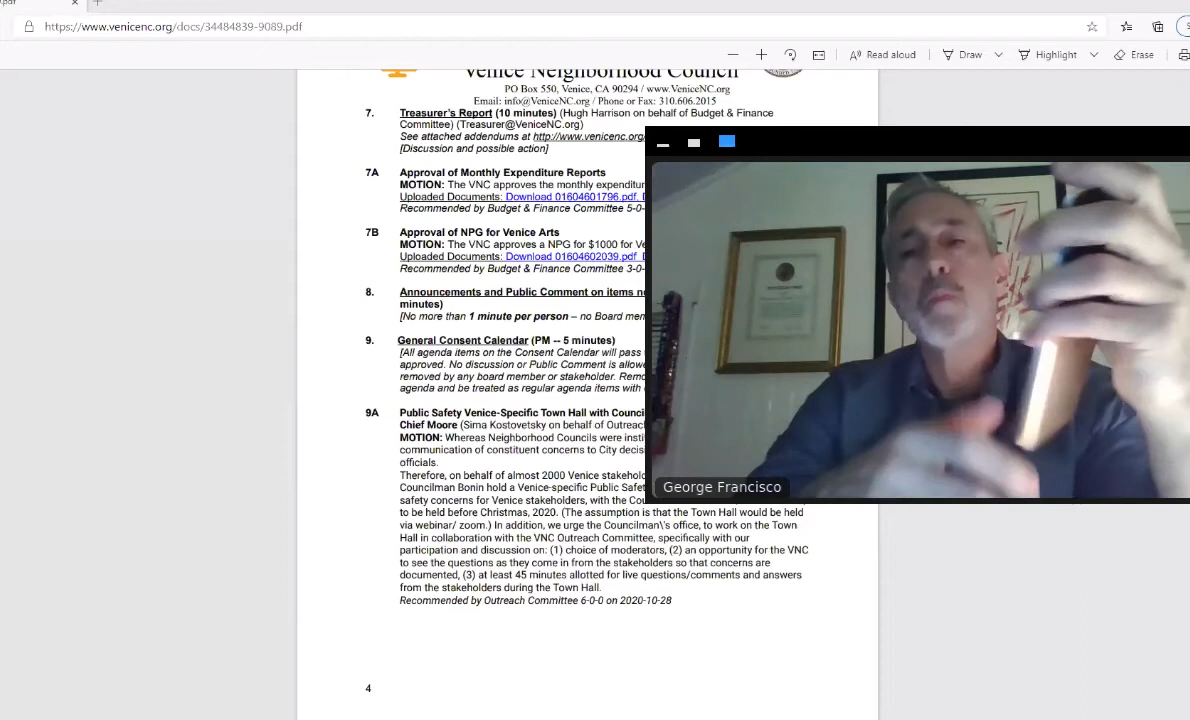 .pdf
https://www.venicenc.org/docs/34484839-9089.pdf
Read aloud Draw Highlight Erase
Venice Neighborhood Council
PO Box 550, Venice, CA 90294 / www.VeniceNC.org
Email: info@VeniceNC.org / Phone or Fax: 310.606.2015
7. Treasurer's Report (10 minutes) (Hugh Harrison on behalf of Budget & Finance
Committee) (Treasurer@VeniceNC.org)
See attached addendums at http://www.venicenc.org/
[Discussion and possible action]
7A Approval of Monthly Expenditure Reports
MOTION: The VNC approves the monthly expenditur
Uploaded Documents: Download 01604601796.pdf,
Recommended by Budget & Finance Committee 5-0-
7B Approval of NPG for Venice Arts
MOTION: The VNC approves a NPG for $1000 for Ve
Uploaded Documents: Download 01604602039.pdf
Recommended by Budget & Finance Committee 3-0-
8. Announcements and Public Comment on items n
minutes)
[No more than 1 minute per person – no Board mem
9. General Consent Calendar (PM -- 5 minutes)
[All agenda items on the Consent Calendar will pass
approved. No discussion or Public Comment is allowe
removed by any board member or stakeholder. Remo
agenda and be treated as regular agenda items with
9A Public Safety Venice-Specific Town Hall with Counci
Chief Moore (Sima Kostovetsky on behalf of Outreac
MOTION: Whereas Neighborhood Councils were instit
communication of constituent concerns to City decis
officials.
Therefore, on behalf of almost 2000 Venice stakehol
Councilman Bonin hold a Venice-specific Public Safet
safety concerns for Venice stakeholders, with the Cou
to be held before Christmas, 2020. (The assumption is that the Town Hall would be held
via webinar/ zoom.) In addition, we urge the Councilman\'s office, to work on the Town
Hall in collaboration with the VNC Outreach Committee, specifically with our
participation and discussion on: (1) choice of moderators, (2) an opportunity for the VNC
to see the questions as they come in from the stakeholders so that concerns are
documented, (3) at least 45 minutes allotted for live questions/comments and answers
from the stakeholders during the Town Hall.
Recommended by Outreach Committee 6-0-0 on 2020-10-28
4
George Francisco